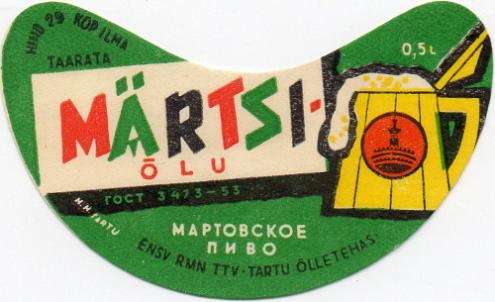 HIND 29 KOP ILMA
TAARATA
0,5 L
MÄRTSI-
ÕLU
ГОСТ 3473-53
Н.Н TARTU
МАРТОВСКОЕ
ПИВО
ENSV RMN TTV · TARTU ÕLLETEHAS·